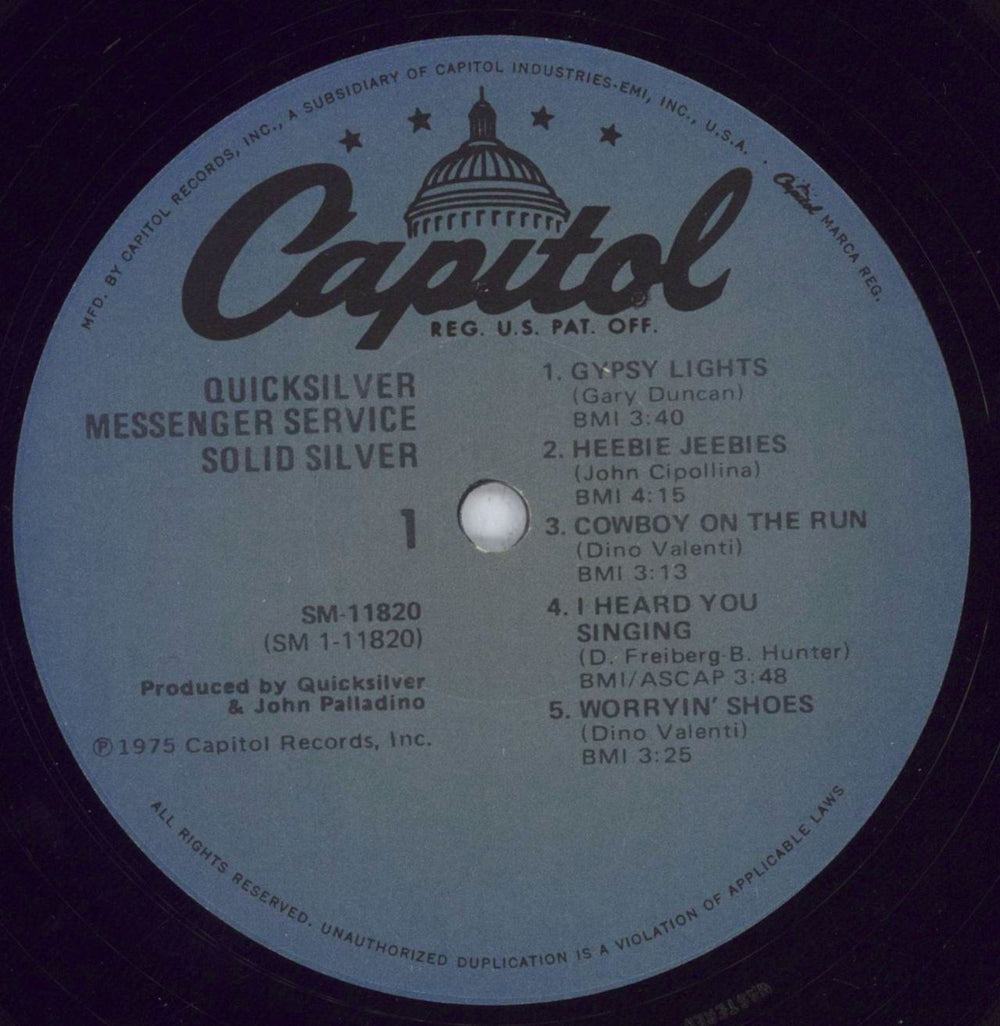 MFD. BY CAPITOL RECORDS, INC., A SUBSIDIARY OF CAPITOL INDUSTRIES-EMI, INC., U.S.A. . Capitol MARCA REG.
Capitol
REG. U.S. PAT. OFF.
QUICKSILVER
MESSENGER SERVICE
SOLID SILVER
1
SM-11820
(SM 1-11820)
Produced by Quicksilver
& John Palladino
℗1975 Capitol Records, Inc.
1. GYPSY LIGHTS
(Gary Duncan)
BMI 3:40
2. HEEBIE JEEBIES
(John Cipollina)
BMI 4:15
3. COWBOY ON THE RUN
(Dino Valenti)
BMI 3:13
4. I HEARD YOU
SINGING
(D. Freiberg-B. Hunter)
BMI/ASCAP 3:48
5. WORRYIN' SHOES
(Dino Valenti)
BMI 3:25
ALL RIGHTS RESERVED. UNAUTHORIZED DUPLICATION IS A VIOLATION OF APPLICABLE LAWS